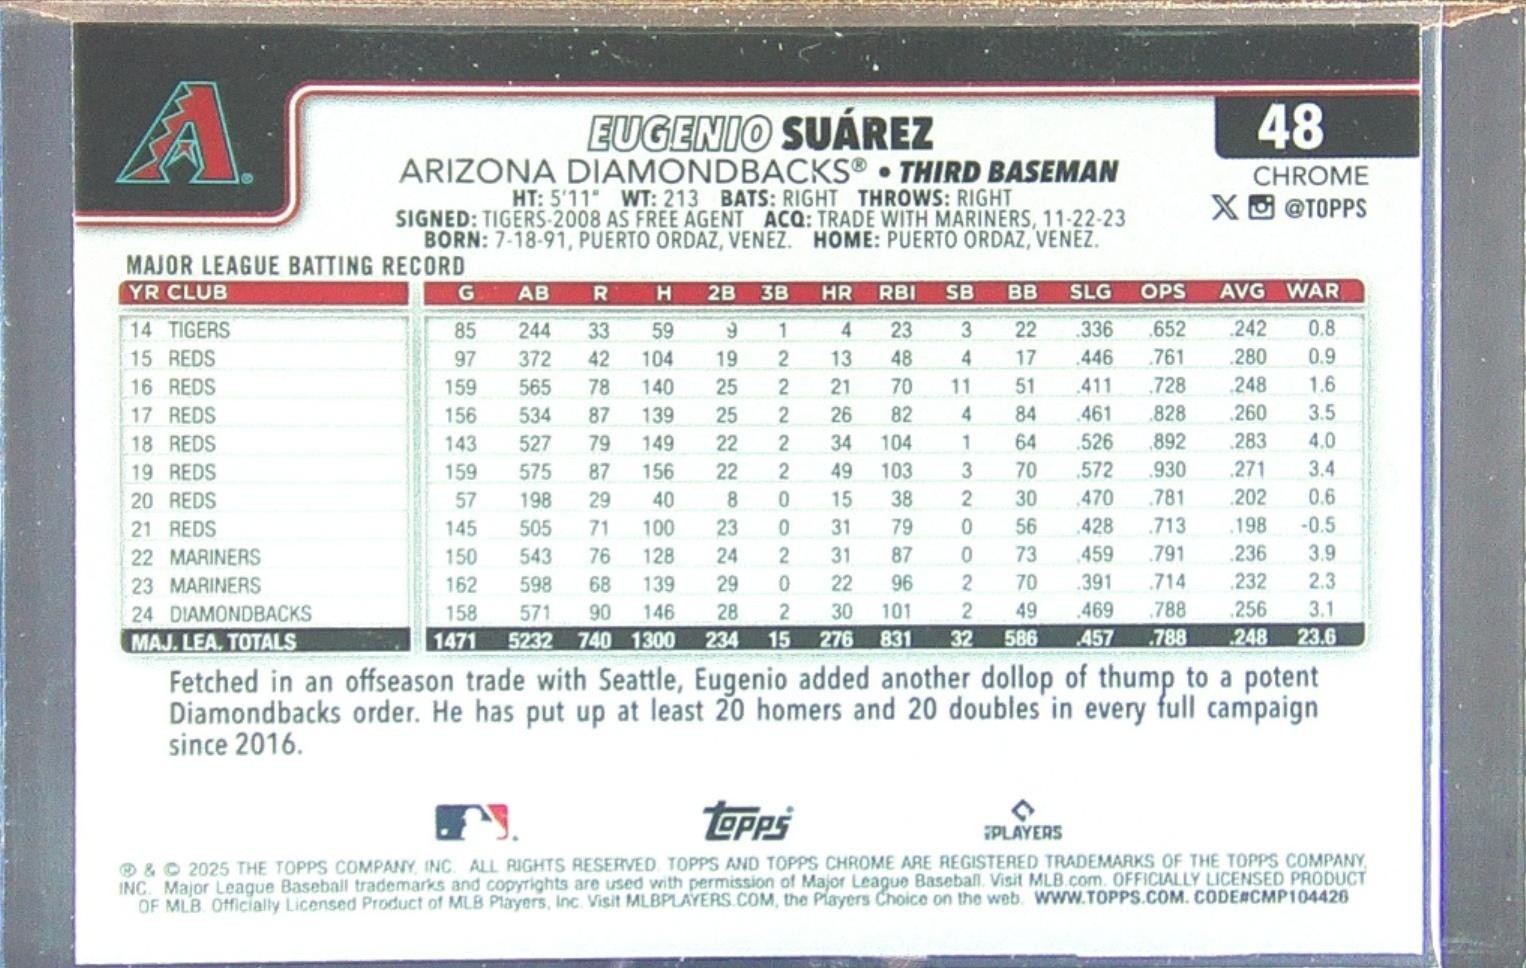 EUGENIO SUÁREZ
48
ARIZONA DIAMONDBACKS® • THIRD BASEMAN
CHROME
HT: 5'11" WT: 213 BATS: RIGHT THROWS: RIGHT
@TOPPS
SIGNED: TIGERS-2008 AS FREE AGENT ACQ: TRADE WITH MARINERS, 11-22-23
BORN: 7-18-91, PUERTO ORDAZ, VENEZ. HOME: PUERTO ORDAZ, VENEZ.
MAJOR LEAGUE BATTING RECORD
YR CLUB G AB R H 2B 3B HR RBI SB BB SLG OPS AVG WAR
14 TIGERS 85 244 33 59 9 1 4 23 3 22 .336 .652 .242 0.8
15 REDS 97 372 42 104 19 2 13 48 4 17 .446 .761 .280 0.9
16 REDS 159 565 78 140 25 2 21 70 11 51 .411 .728 .248 1.6
17 REDS 156 534 87 139 25 2 26 82 4 84 .461 .828 .260 3.5
18 REDS 143 527 79 149 22 2 34 104 1 64 .526 .892 .283 4.0
19 REDS 159 575 87 156 22 2 49 103 3 70 .572 .930 .271 3.4
20 REDS 57 198 29 40 8 0 15 38 2 30 .470 .781 .202 0.6
21 REDS 145 505 71 100 23 0 31 79 0 56 .428 .713 .198 -0.5
22 MARINERS 150 543 76 128 24 2 31 87 0 73 .459 .791 .236 3.9
23 MARINERS 162 598 68 139 29 0 22 96 2 70 .391 .714 .232 2.3
24 DIAMONDBACKS 158 571 90 146 28 2 30 101 2 49 .469 .788 .256 3.1
MAJ. LEA. TOTALS 1471 5232 740 1300 234 15 276 831 32 586 .457 .788 .248 23.6
Fetched in an offseason trade with Seattle, Eugenio added another dollop of thump to a potent
Diamondbacks order. He has put up at least 20 homers and 20 doubles in every full campaign
since 2016.
Topps
PLAYERS
® & © 2025 THE TOPPS COMPANY, INC. ALL RIGHTS RESERVED. TOPPS AND TOPPS CHROME ARE REGISTERED TRADEMARKS OF THE TOPPS COMPANY,
INC. Major League Baseball trademarks and copyrights are used with permission of Major League Baseball. Visit MLB.com. OFFICIALLY LICENSED PRODUCT
OF MLB. Officially Licensed Product of MLB Players, Inc. Visit MLBPLAYERS.COM, the Players Choice on the web. WWW.TOPPS.COM. CODE#CMP104426